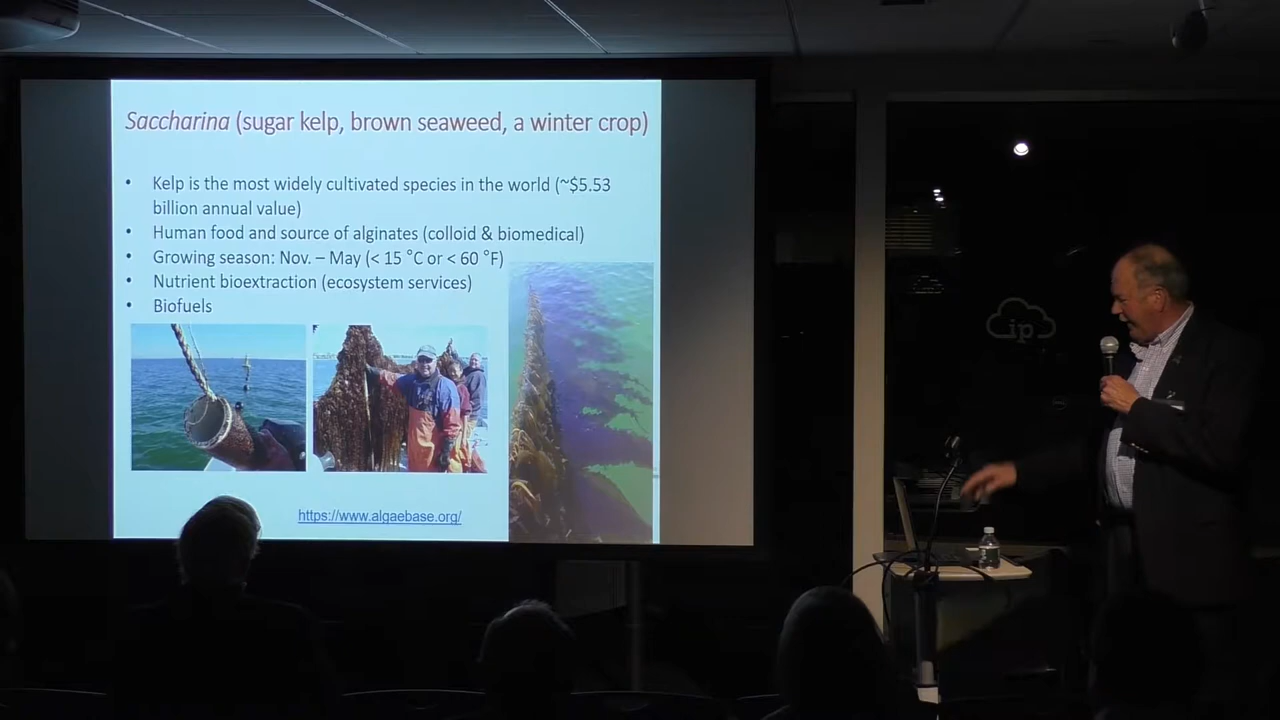 Saccharina (sugar kelp, brown seaweed, a winter crop)
• Kelp is the most widely cultivated species in the world (~$5.53
billion annual value)
• Human food and source of alginates (colloid & biomedical)
• Growing season: Nov. – May (< 15 °C or < 60 °F)
• Nutrient bioextraction (ecosystem services)
• Biofuels
https://www.algaebase.org/
ip